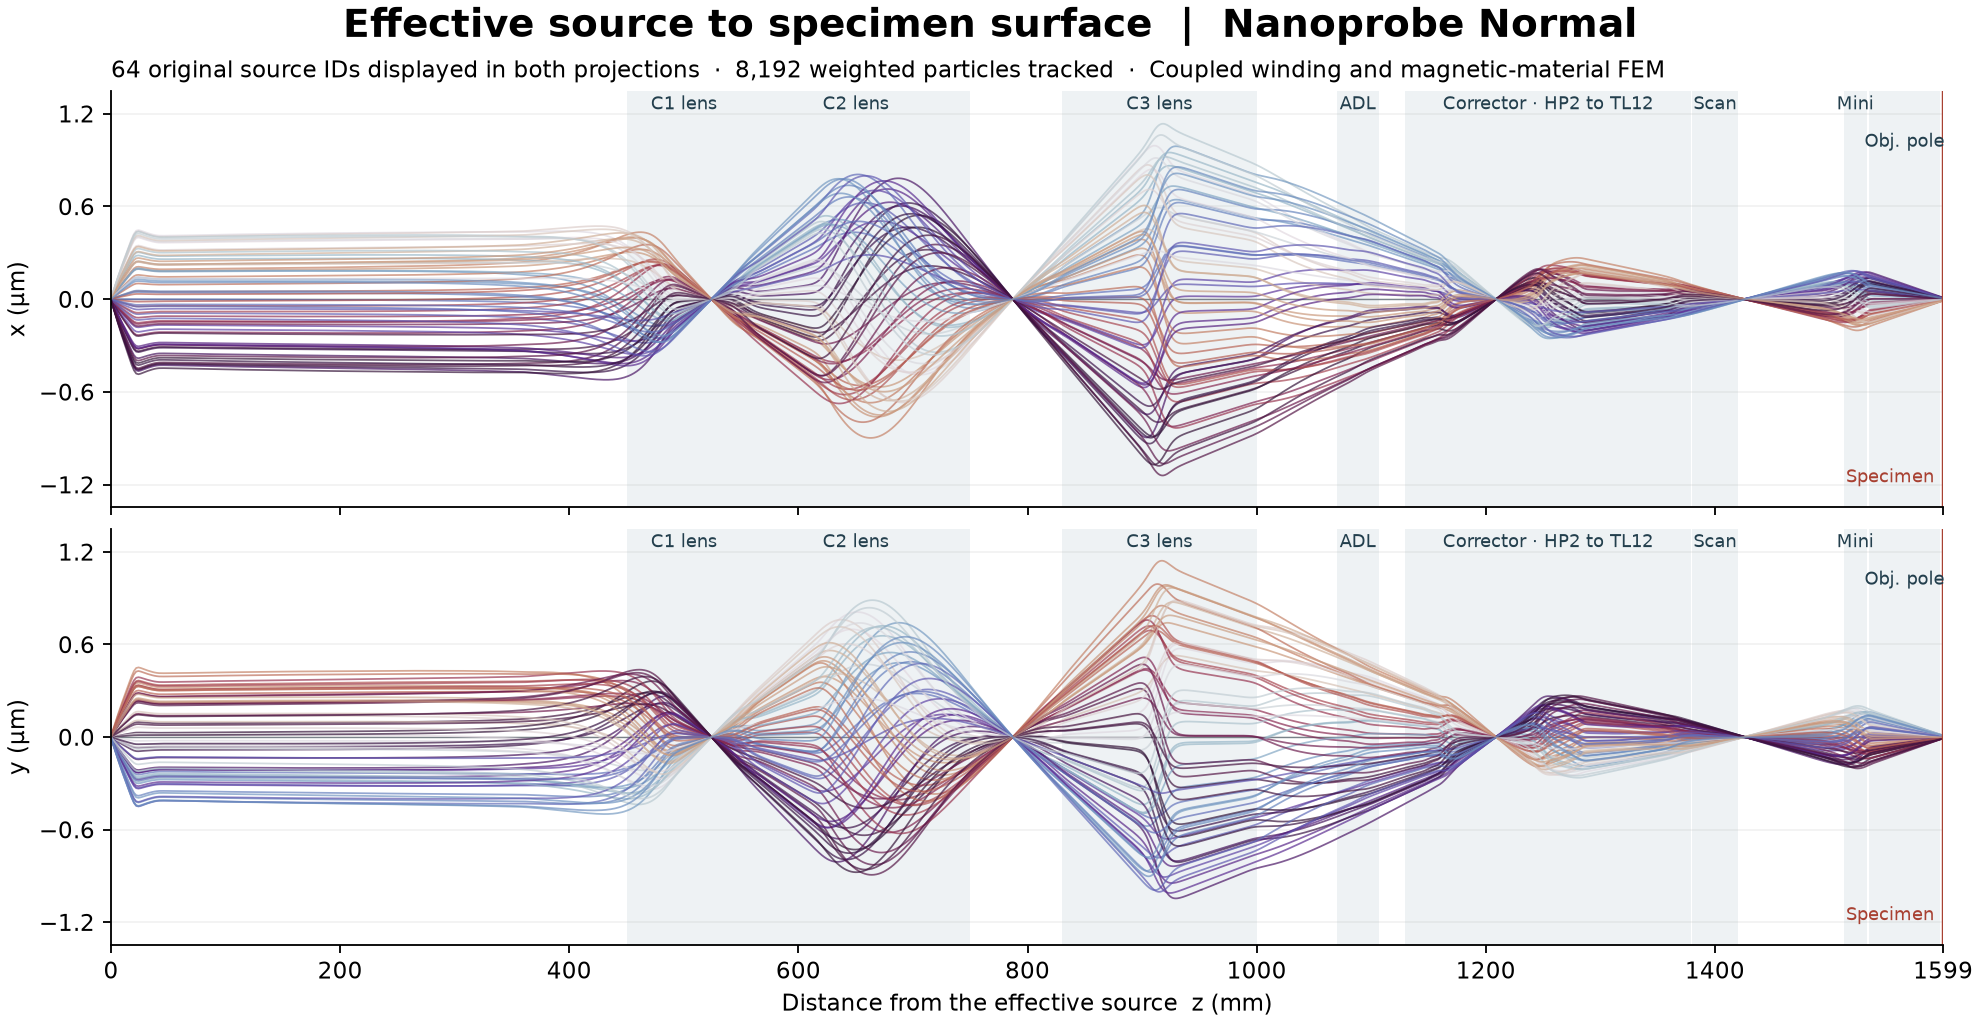 Effective source to specimen surface | Nanoprobe Normal
64 original source IDs displayed in both projections · 8,192 weighted particles tracked · Coupled winding and magnetic-material FEM
C1 lens C2 lens C3 lens ADL Corrector · HP2 to TL12 Scan Mini
Obj. pole
1.2
0.6
0.0
−0.6
−1.2
x (µm)
Specimen
C1 lens C2 lens C3 lens ADL Corrector · HP2 to TL12 Scan Mini
Obj. pole
1.2
0.6
0.0
−0.6
−1.2
y (µm)
Specimen
0 200 400 600 800 1000 1200 1400 1599
Distance from the effective source z (mm)